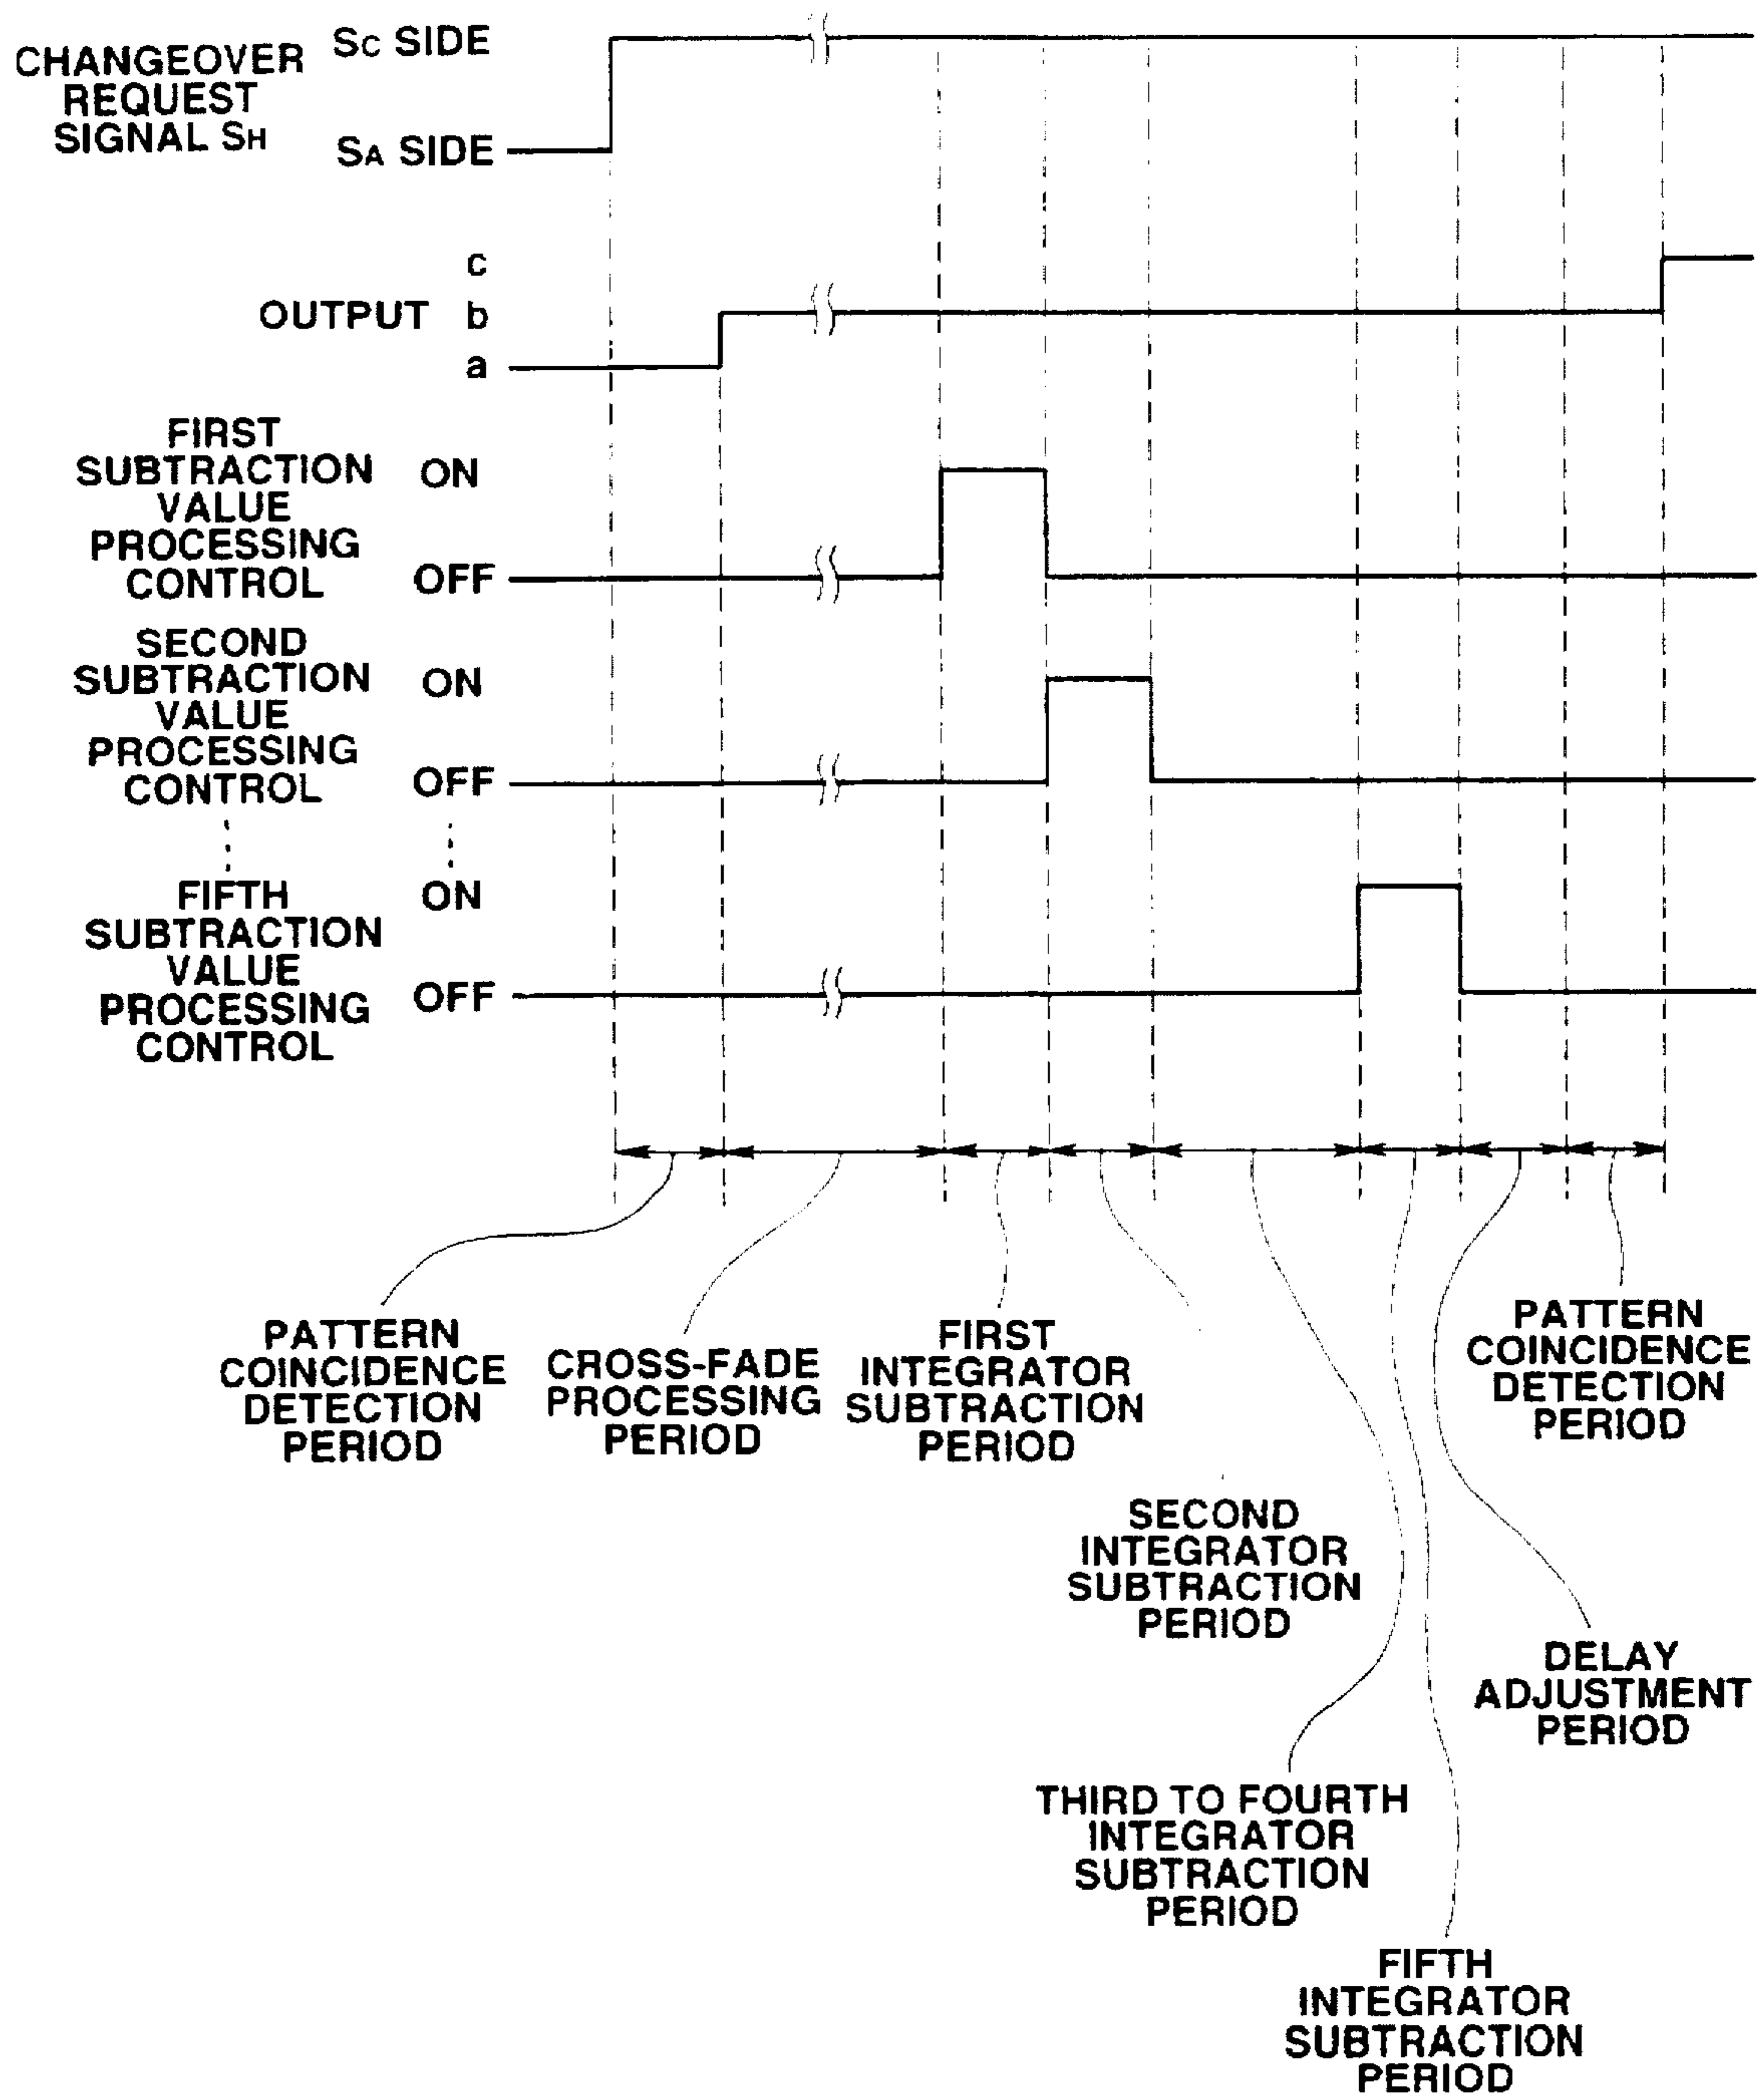 CHANGEOVER
REQUEST
SIGNAL SH
SC SIDE
SA SIDE
OUTPUT
c
b
a
FIRST
SUBTRACTION
VALUE
PROCESSING
CONTROL
ON
OFF
SECOND
SUBTRACTION
VALUE
PROCESSING
CONTROL
ON
OFF
FIFTH
SUBTRACTION
VALUE
PROCESSING
CONTROL
ON
OFF
PATTERN
COINCIDENCE
DETECTION
PERIOD
CROSS-FADE
PROCESSING
PERIOD
FIRST
INTEGRATOR
SUBTRACTION
PERIOD
SECOND
INTEGRATOR
SUBTRACTION
PERIOD
THIRD TO FOURTH
INTEGRATOR
SUBTRACTION
PERIOD
FIFTH
INTEGRATOR
SUBTRACTION
PERIOD
DELAY
ADJUSTMENT
PERIOD
PATTERN
COINCIDENCE
DETECTION
PERIOD